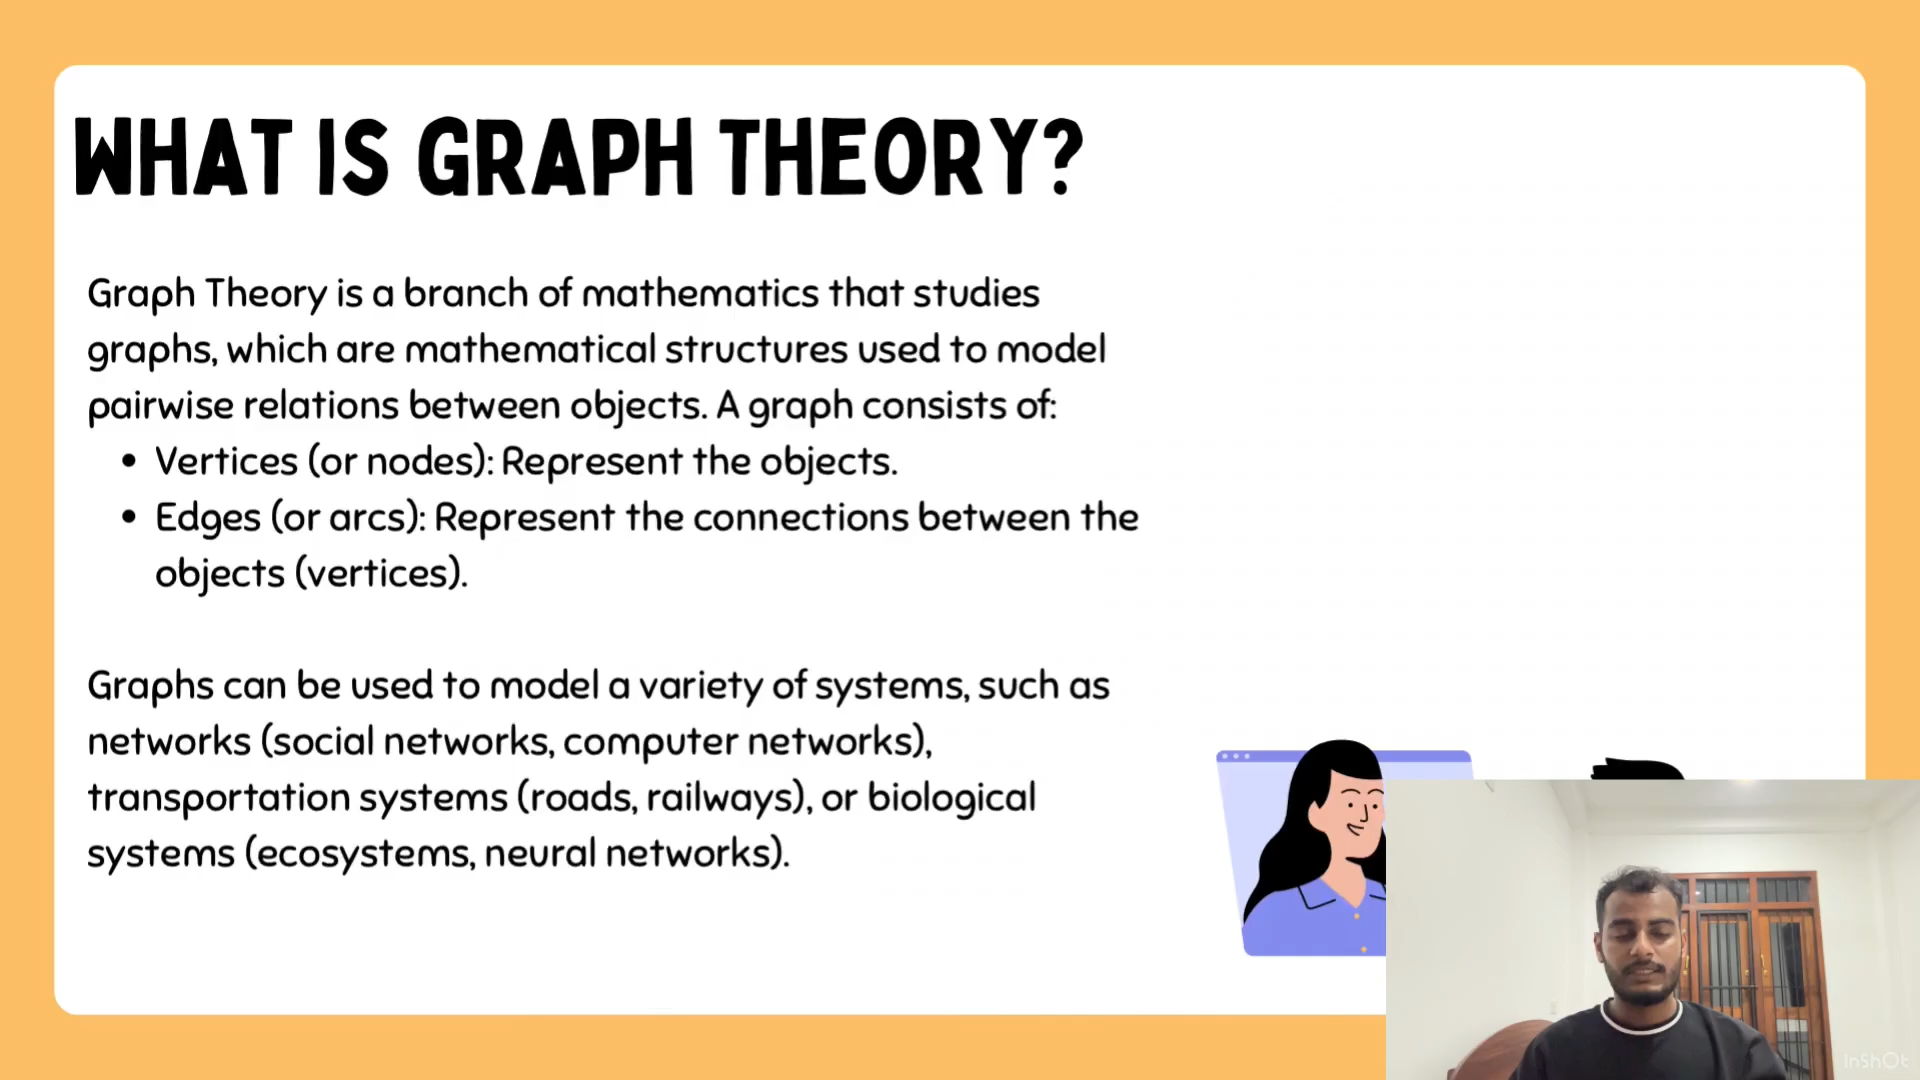 WHAT IS GRAPH THEORY?
Graph Theory is a branch of mathematics that studies
graphs, which are mathematical structures used to model
pairwise relations between objects. A graph consists of:
• Vertices (or nodes): Represent the objects.
• Edges (or arcs): Represent the connections between the
objects (vertices).
Graphs can be used to model a variety of systems, such as
networks (social networks, computer networks),
transportation systems (roads, railways), or biological
systems (ecosystems, neural networks).
InShOt